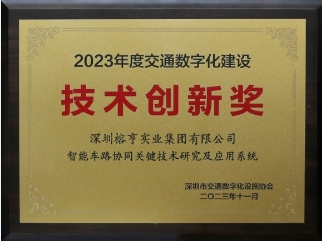 2023年度交通数字化建设
技术创新奖
深圳榕亨实业集团有限公司
智能车路协同关键技术研究及应用系统
深圳市交通数字化设施协会
二〇二三年十一月